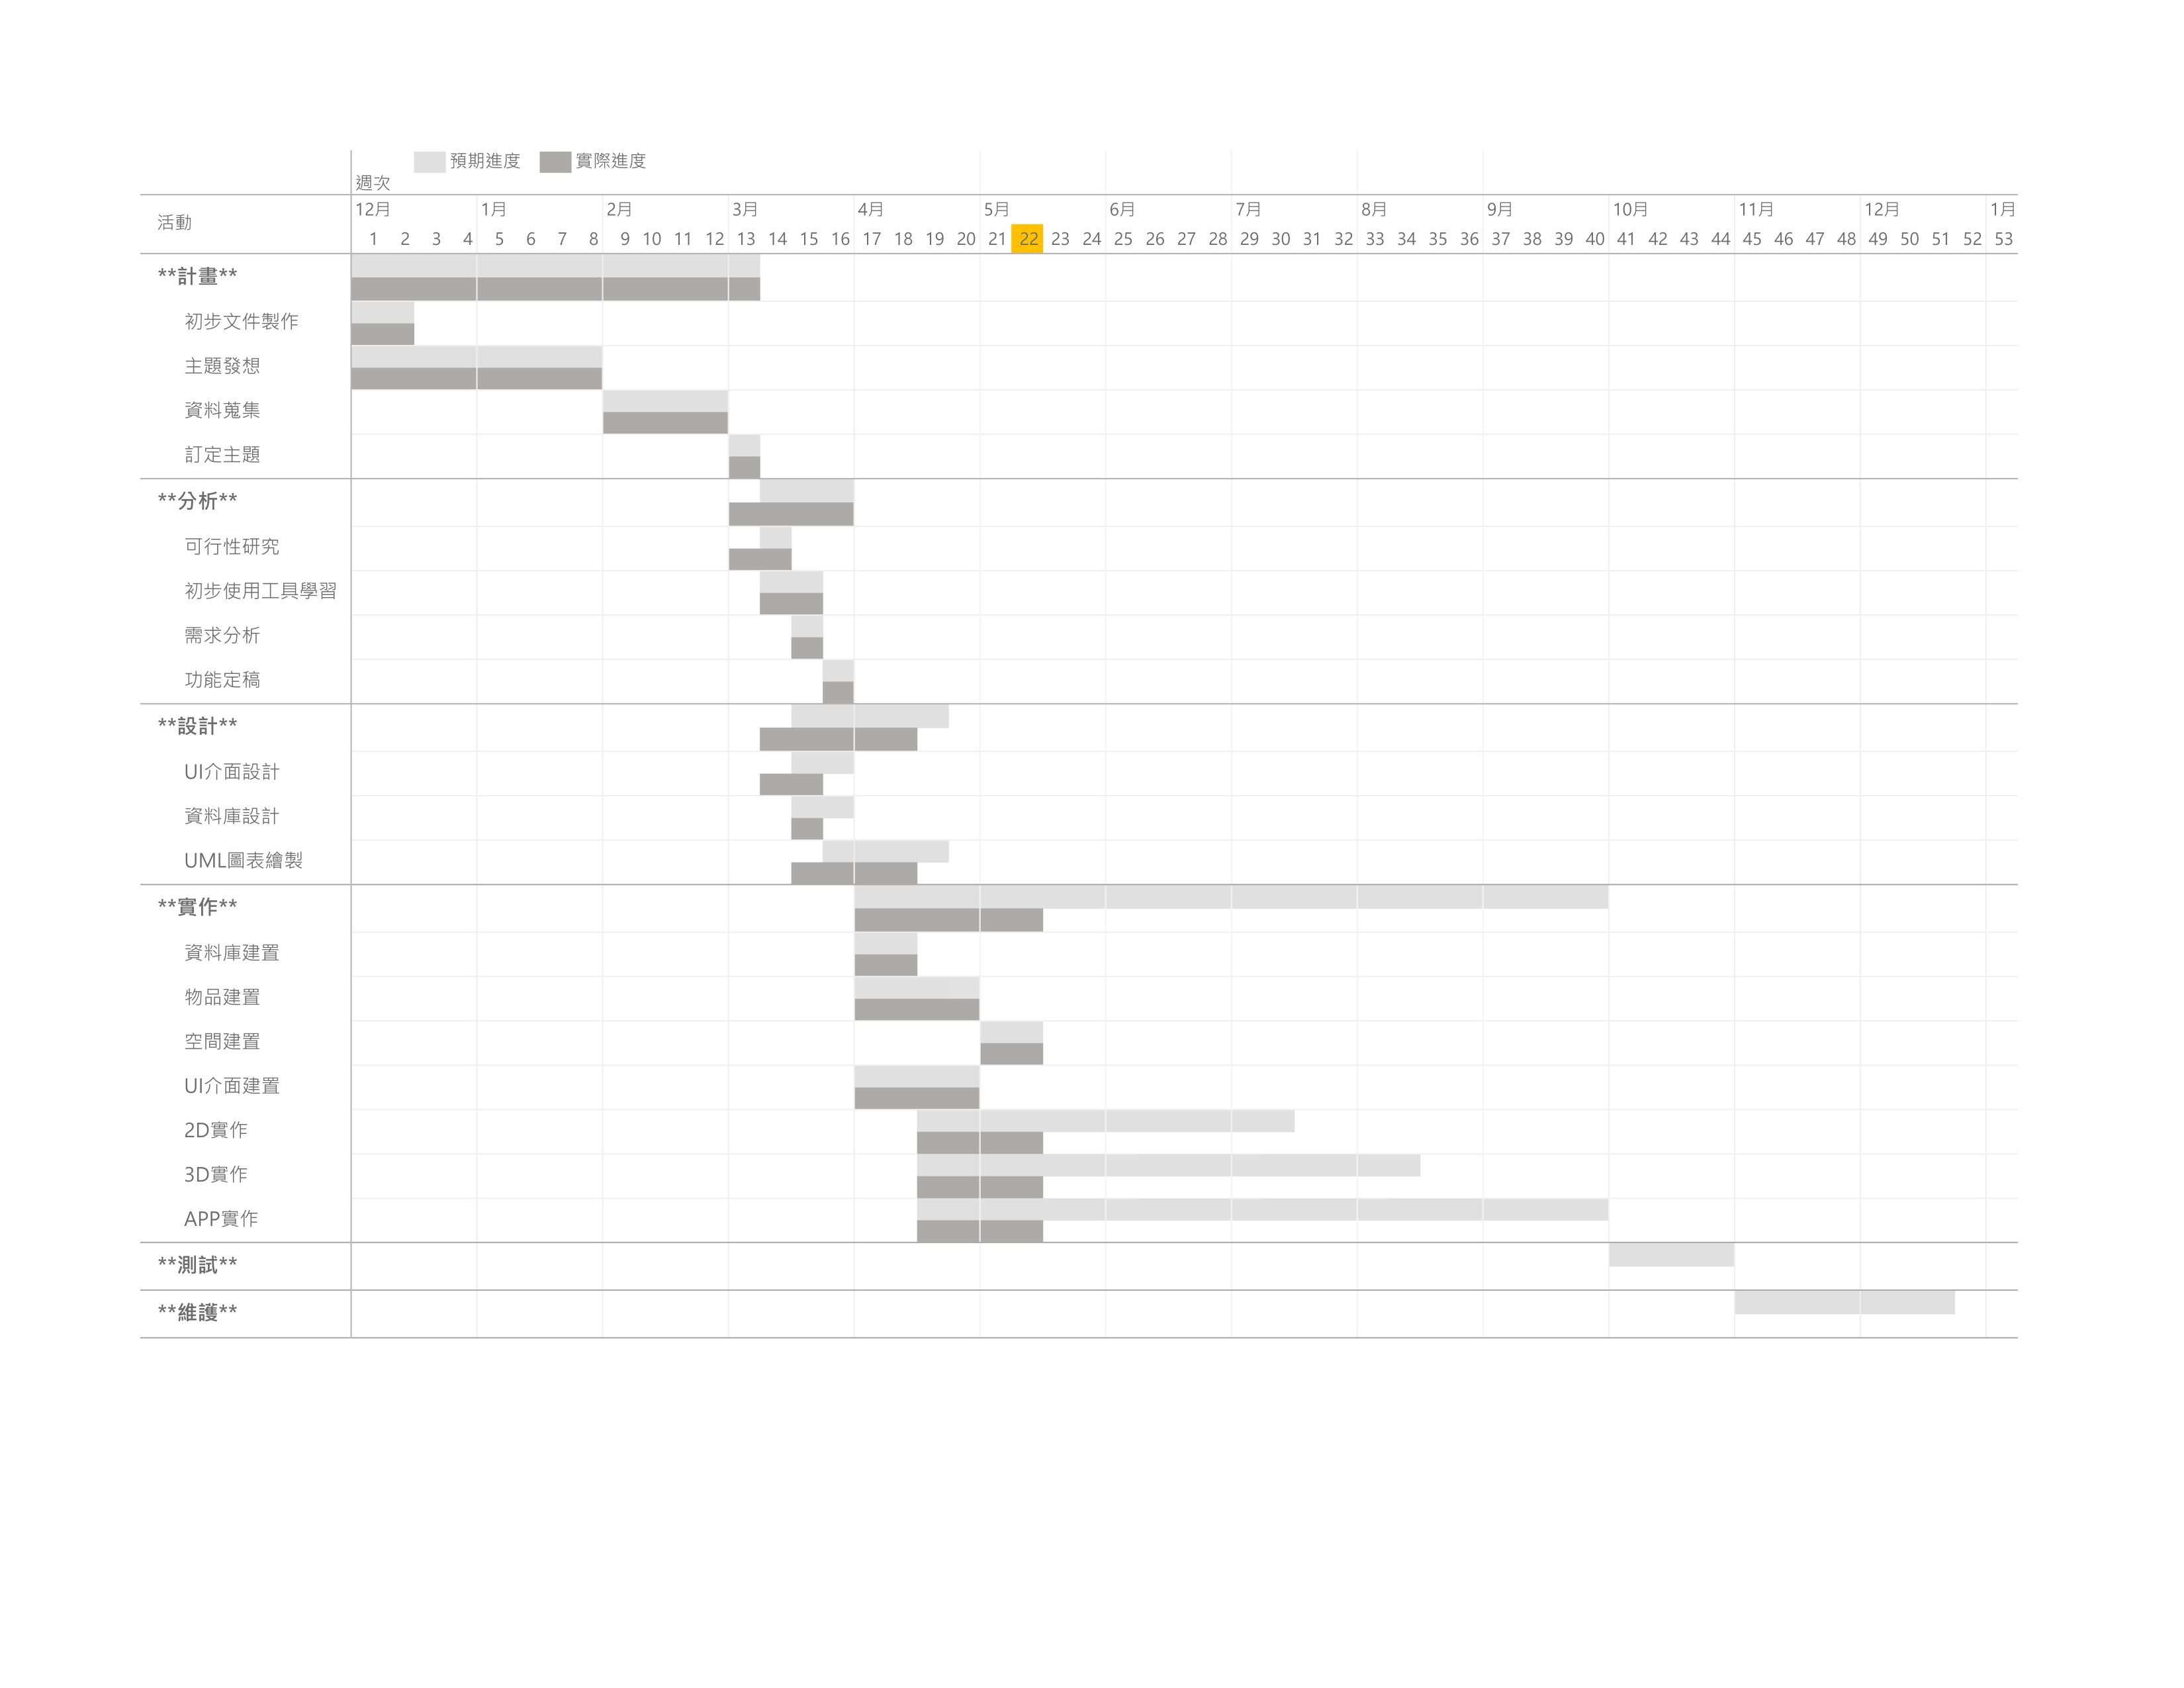 預期進度 實際進度
週次
活動
12月 1月 2月 3月 4月 5月 6月 7月 8月 9月 10月 11月 12月 1月
1 2 3 4 5 6 7 8 9 10 11 12 13 14 15 16 17 18 19 20 21 22 23 24 25 26 27 28 29 30 31 32 33 34 35 36 37 38 39 40 41 42 43 44 45 46 47 48 49 50 51 52 53
**計畫**
初步文件製作
主題發想
資料蒐集
訂定主題
**分析**
可行性研究
初步使用工具學習
需求分析
功能定稿
**設計**
UI介面設計
資料庫設計
UML圖表繪製
**實作**
資料庫建置
物品建置
空間建置
UI介面建置
2D實作
3D實作
APP實作
**測試**
**維護**